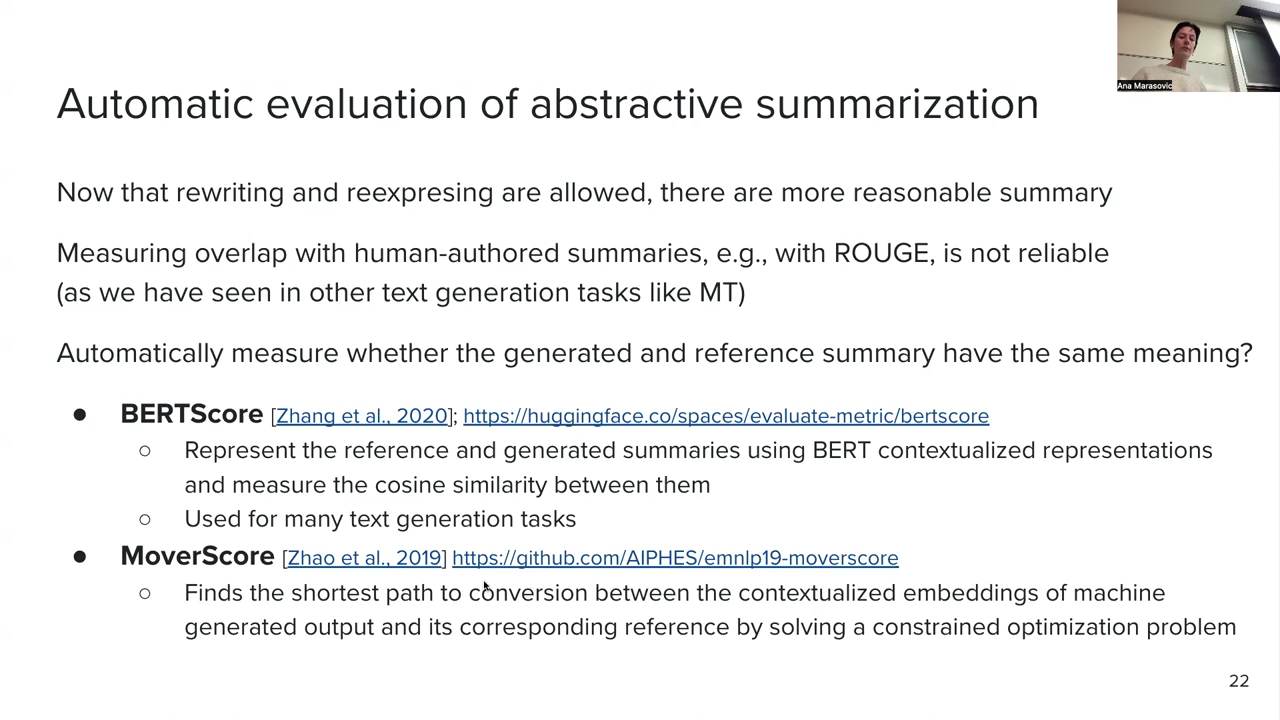 Ana Marasovic
Automatic evaluation of abstractive summarization
Now that rewriting and reexpresing are allowed, there are more reasonable summary
Measuring overlap with human-authored summaries, e.g., with ROUGE, is not reliable
(as we have seen in other text generation tasks like MT)
Automatically measure whether the generated and reference summary have the same meaning?
● BERTScore [Zhang et al., 2020]; https://huggingface.co/spaces/evaluate-metric/bertscore
○ Represent the reference and generated summaries using BERT contextualized representations
and measure the cosine similarity between them
○ Used for many text generation tasks
● MoverScore [Zhao et al., 2019] https://github.com/AIPHES/emnlp19-moverscore
○ Finds the shortest path to conversion between the contextualized embeddings of machine
generated output and its corresponding reference by solving a constrained optimization problem
22